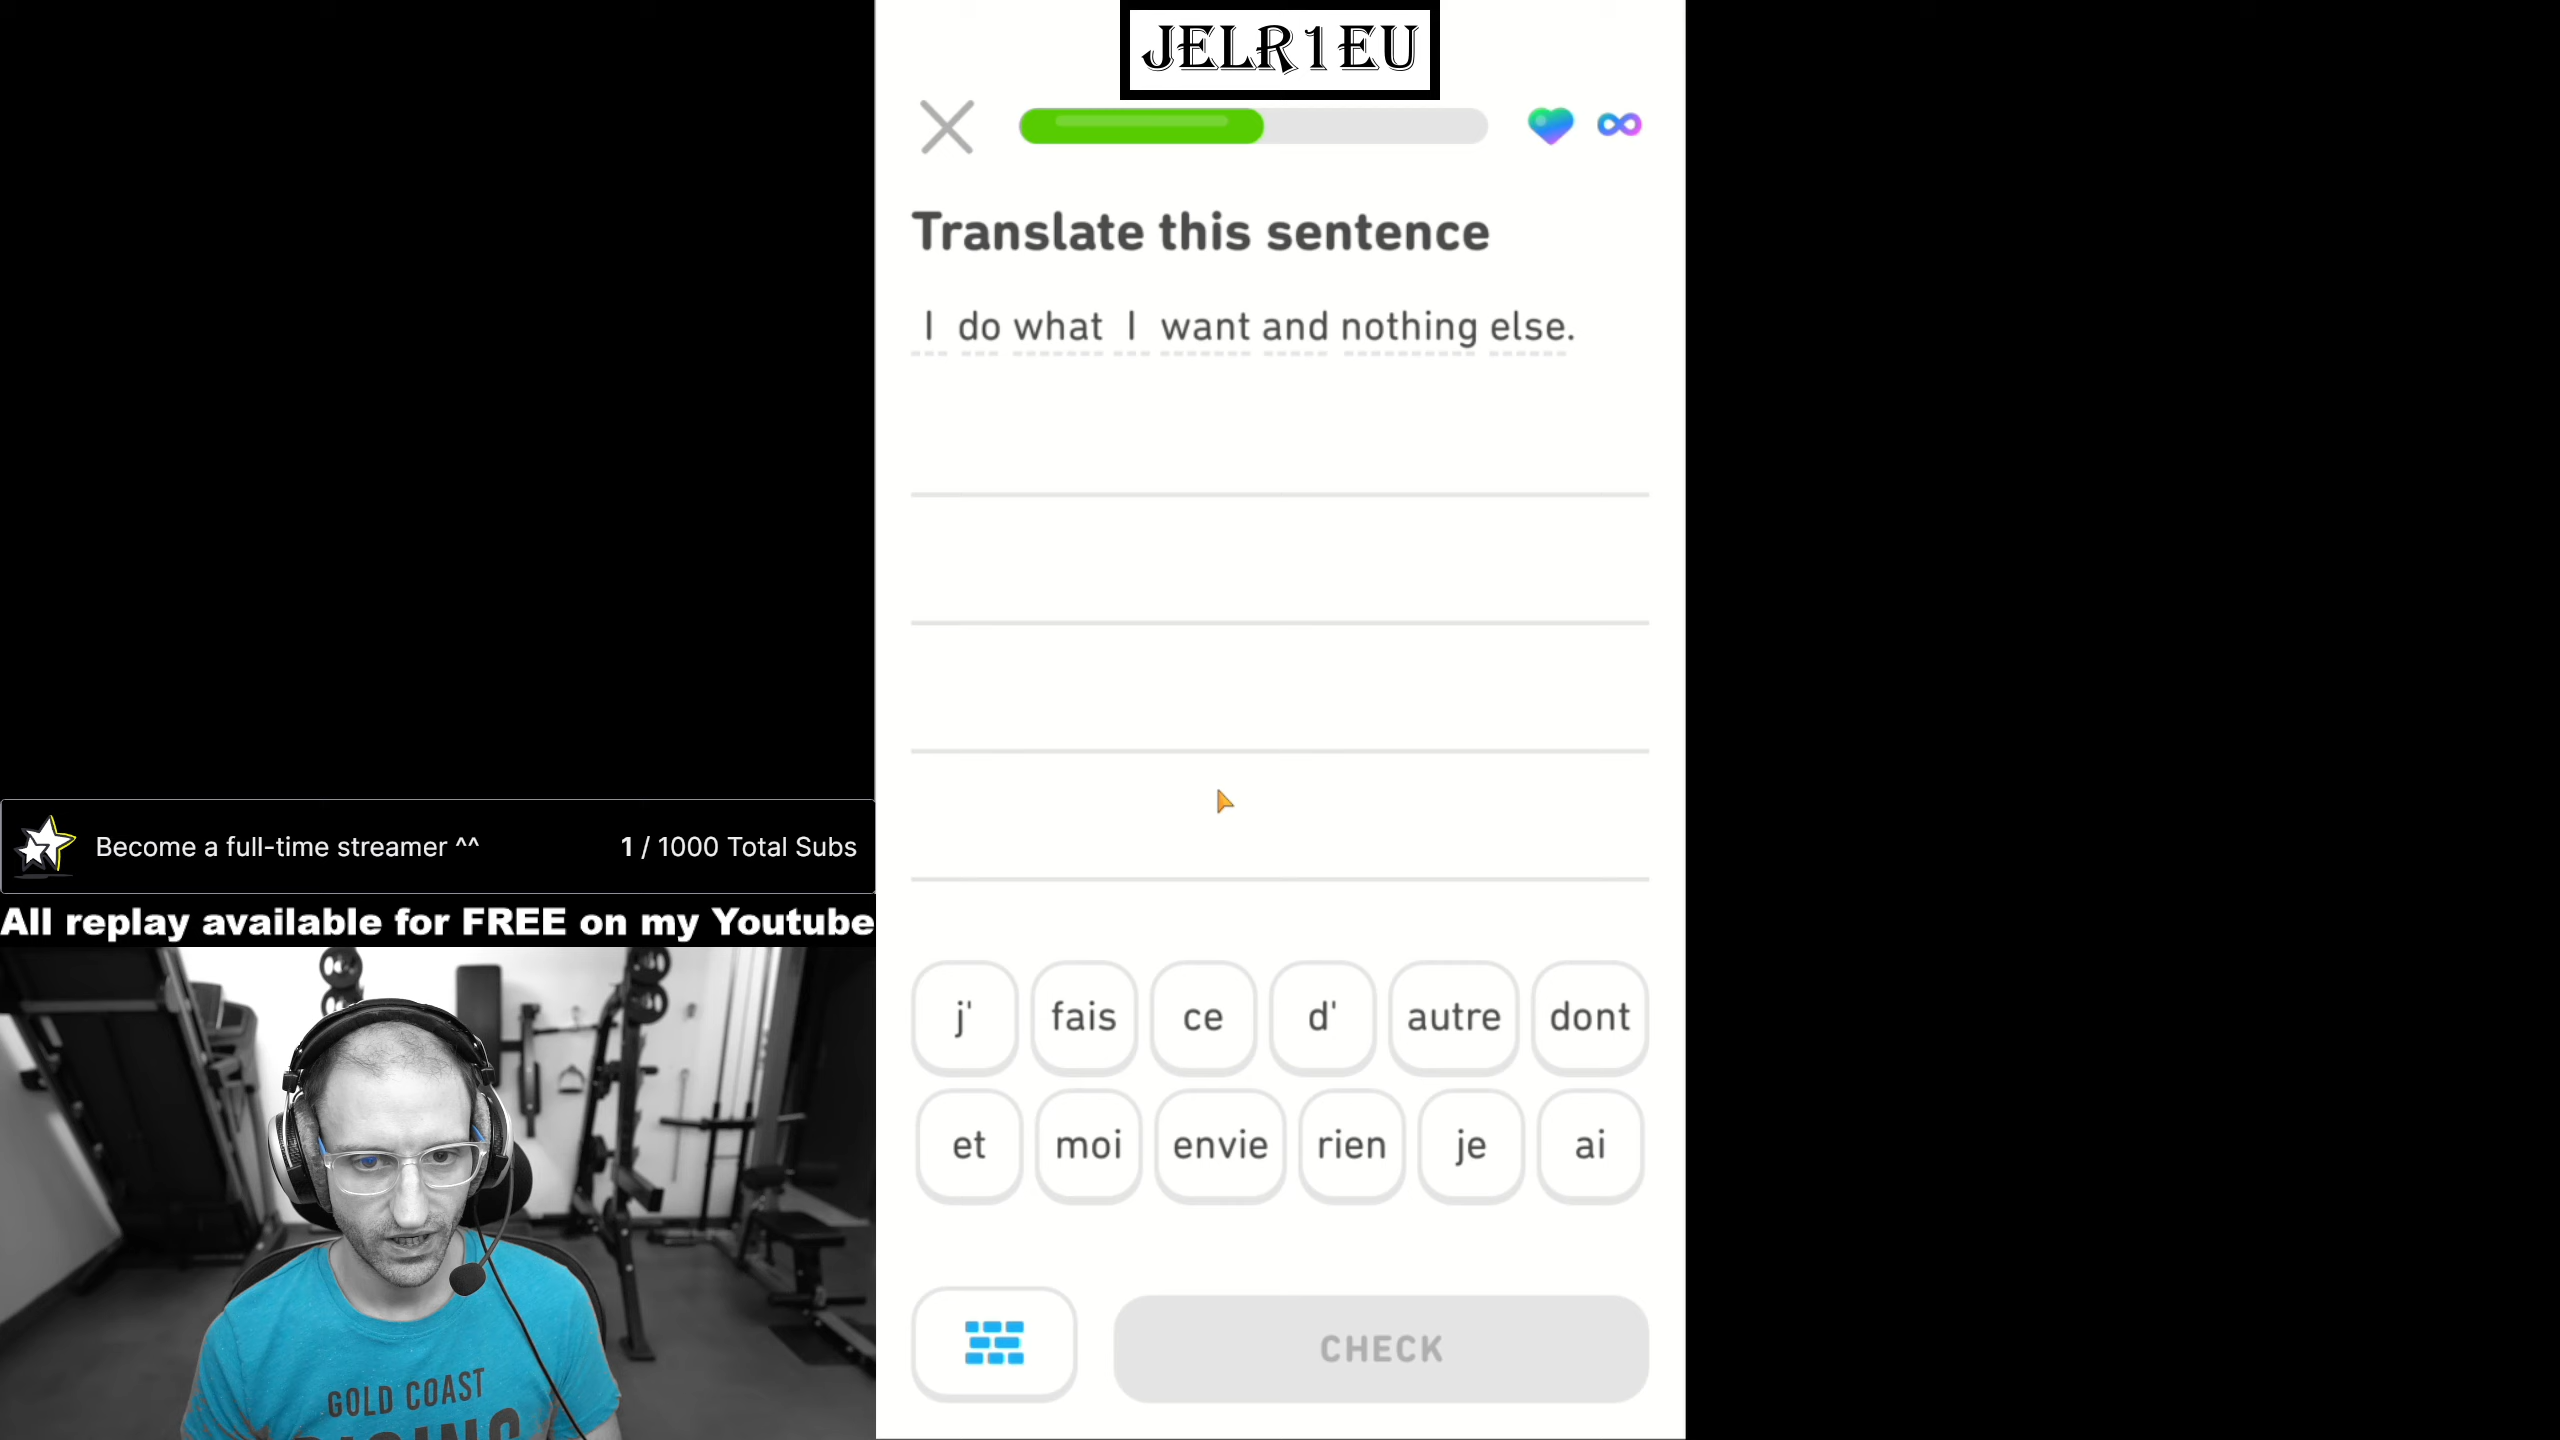 JELR1EU
Translate this sentence
I do what I want and nothing else.
j' fais ce d' autre dont
et moi envie rien je ai
CHECK
Become a full-time streamer ^^ 1 / 1000 Total Subs
All replay available for FREE on my Youtube
GOLD COAST